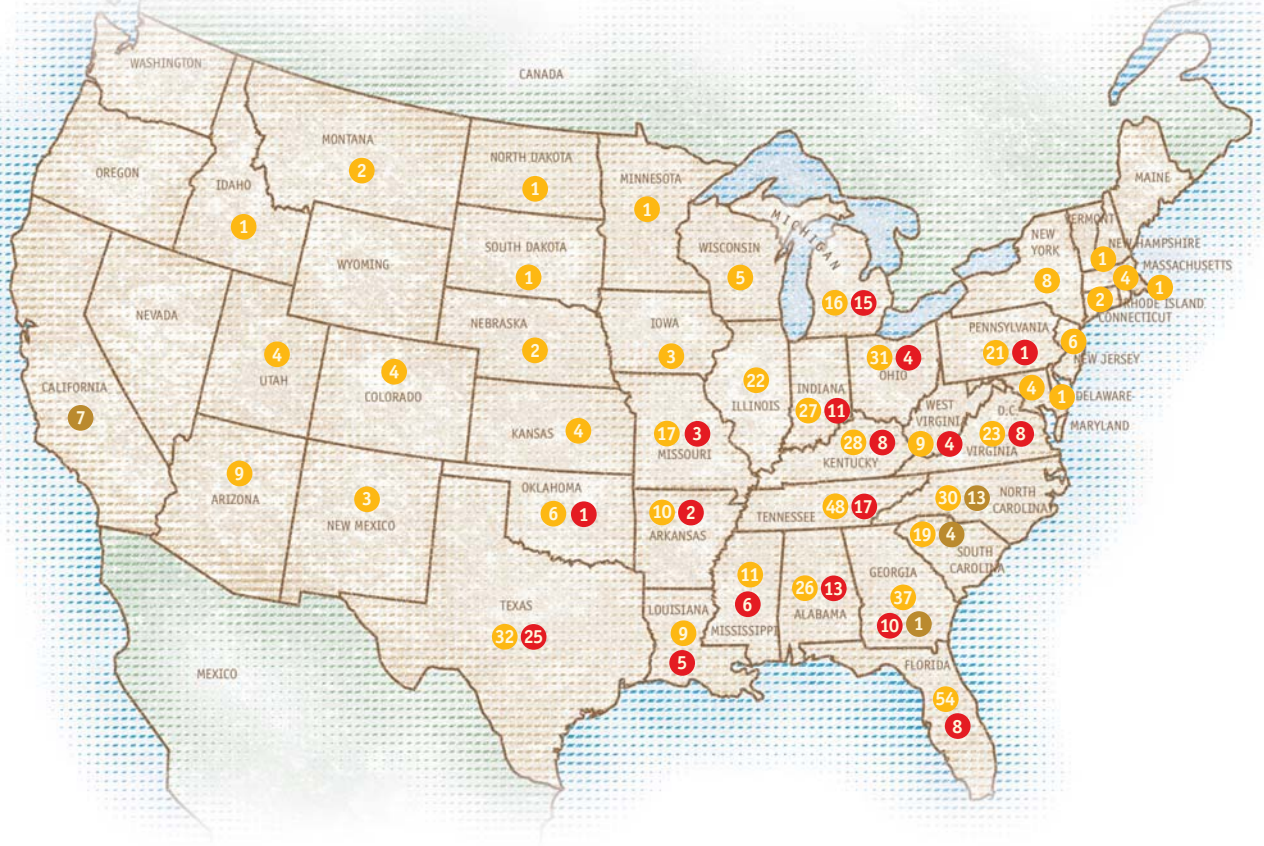 CANADA
WASHINGTON
OREGON
IDAHO
1
MONTANA
2
NORTH DAKOTA
1
MINNESOTA
1
SOUTH DAKOTA
1
WISCONSIN
5
MICHIGAN
16 15
WYOMING
NEVADA
CALIFORNIA
7
4
UTAH
4
COLORADO
NEBRASKA
2
IOWA
3
KANSAS 4
22
ILLINOIS
INDIANA
27 11
31 4
OHIO
PENNSYLVANIA
21 1
NEW
YORK
8
VERMONT
MAINE
NEW HAMPSHIRE
1
MASSACHUSETTS
4
1
RHODE ISLAND
2
CONNECTICUT
6
NEW JERSEY
4
1 DELAWARE
D.C.
MARYLAND
WEST
VIRGINIA
9 4
23 8
VIRGINIA
28 8
KENTUCKY
17 3
MISSOURI
9
ARIZONA
3
NEW MEXICO
OKLAHOMA
6 1
10 2
ARKANSAS
TENNESSEE 48 17
30 13 NORTH
CAROLINA
19 4
SOUTH
CAROLINA
GEORGIA
37
10 1
26 13
ALABAMA
11
6
MISSISSIPPI
LOUISIANA
9
5
TEXAS
32 25
FLORIDA
54
8
MEXICO